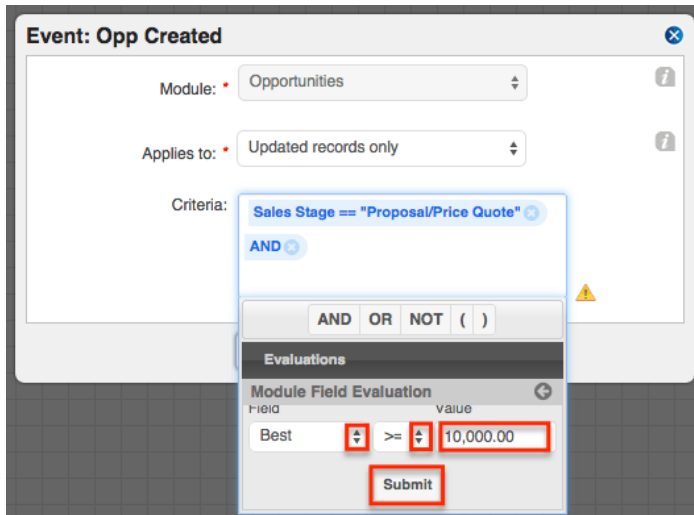 Event: Opp Created
Module: * Opportunities
Applies to: * Updated records only
Criteria: Sales Stage == "Proposal/Price Quote"
AND
AND OR NOT ( )
Evaluations
Module Field Evaluation
Field Value
Best >= 10,000.00
Submit